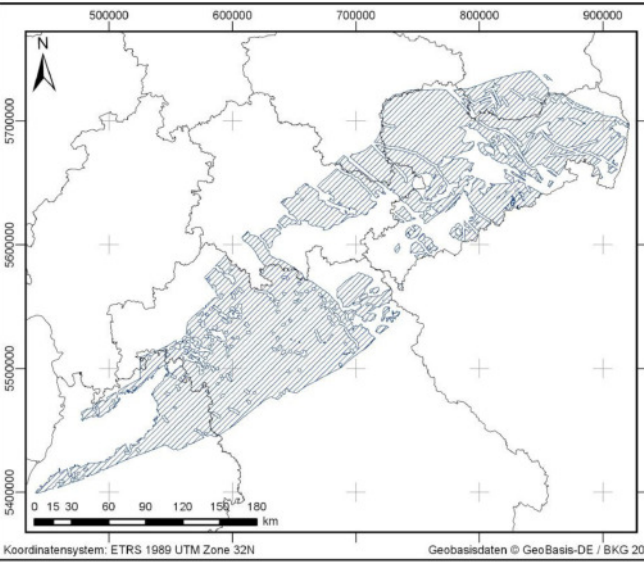 500000 600000 700000 800000 900000
N
5700000
5600000
5500000
5400000
0 15 30 60 90 120 150 180
km
Koordinatensystem: ETRS 1989 UTM Zone 32N
Geobasisdaten © GeoBasis-DE / BKG 20